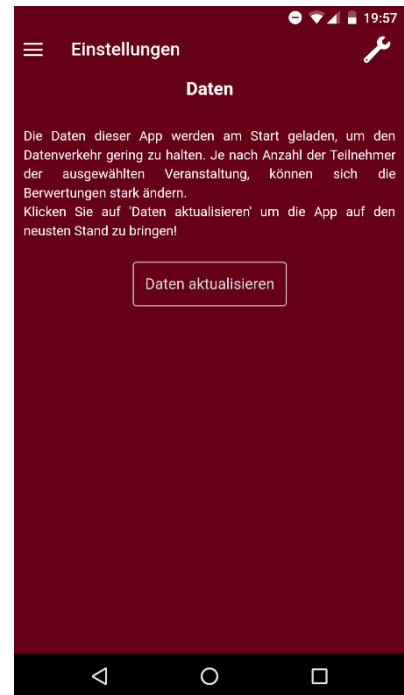 19:57
Einstellungen
Daten
Die Daten dieser App werden am Start geladen, um den
Datenverkehr gering zu halten. Je nach Anzahl der Teilnehmer
der ausgewählten Veranstaltung, können sich die
Berwertungen stark ändern.
Klicken Sie auf 'Daten aktualisieren' um die App auf den
neusten Stand zu bringen!
Daten aktualisieren